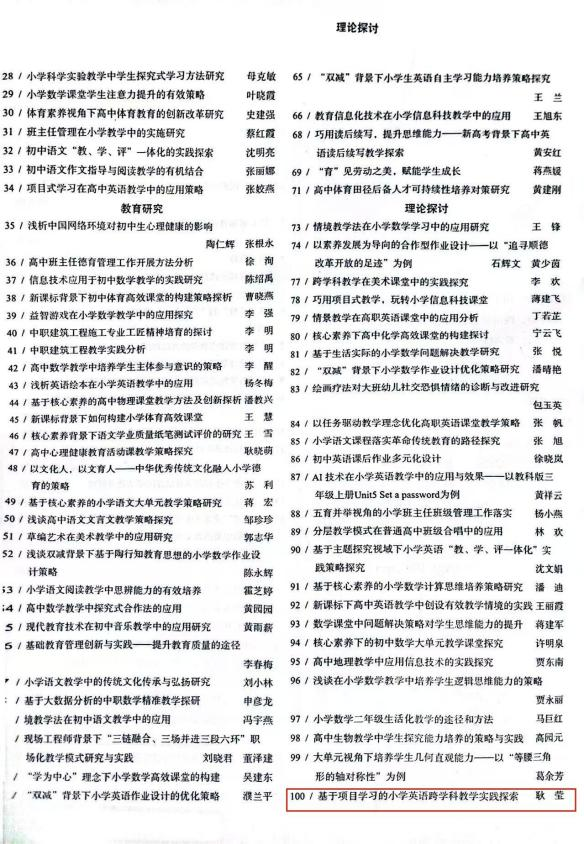 理论探讨
28 / 小学科学实验教学中学生探究式学习方法研究 母克敏
29 / 小学数学课堂学生注意力提升的有效策略 叶晓霞
30 / 体育素养视角下高中体育教育的创新改革研究 史建强
31 / 班主任管理在小学教学中的实施研究 蔡红霞
32 / 初中语文“教、学、评”一体化的实践探索 沈明亮
33 / 初中语文作文指导与阅读教学的有机结合 张丽娜
34 / 项目式学习在高中英语教学中的应用策略 张姣燕
教育研究
35 / 浅析中国网络环境对初中生心理健康的影响
陶仁辉 张根永
36 / 高中班主任德育管理工作开展方法分析 徐洵
37 / 信息技术应用于初中数学教学的实践研究 陈绍禹
38 / 新课标背景下初中体育高效课堂的构建策略探析 曹晓燕
39 / 益智游戏在小学数学教学中的应用探究 李强
40 / 中职建筑工程施工专业工匠精神培育的探讨 李明
41 / 中职建筑工程教学实践分析 李明
42 / 高中数学教学中培养学生主体参与意识的策略 李醒
43 / 浅析英语绘本在小学英语教学中的应用 杨冬梅
44 / 基于核心素养的高中物理课堂教学方法及创新探析 潘教兴
45 / 新课标背景下如何构建小学体育高效课堂 王慧
46 / 核心素养背景下语文学业质量纸笔测试评价的研究 王雪
47 / 高中心理健康教育活动课教学策略探究 耿晓萌
48 / 以文化人，以文育人——中华优秀传统文化融入小学德
育的策略 苏利
49 / 基于核心素养的小学语文大单元教学策略研究 蒋宏
50 / 浅谈高中语文文言文教学策略探究 邹珍珍
51 / 草编艺术在美术教学中的应用研究 郭志华
52 / 浅谈双减背景下基于陶行知教育思想的小学数学作业设
计策略 陈永辉
53 / 小学语文阅读教学中思辨能力的有效培养 霍芝婷
54 / 高中数学教学中探究式合作法的应用 黄园园
5 / 现代教育技术在初中音乐教学中的应用研究 黄雨薪
5 / 基础教育管理创新与实践——提升教育质量的途径
李春梅
/ 小学语文教学中的传统文化传承与弘扬研究 刘小林
/ 基于大数据分析的中职数学精准教学探研 申彦龙
/ 境教学法在初中语文教学中的应用 冯宇燕
/ 现场工程师背景下“三链融合、三场并进三段六环”职
场化教学模式研究与实践 刘晓君 董泽建
/ “学为中心”理念下小学数学高效课堂的构建 吴建东
/ “双减”背景下小学英语作业设计的优化策略 濮兰平
65 / “双减”背景下小学生英语自主学习能力培养策略探究
王兰
66 / 教育信息化技术在小学信息科技教学中的应用 王旭东
68 / 巧用读后续写，提升思维能力——新高考背景下高中英
语读后续写教学探索 黄安红
69 / “育”见劳动之美，赋能学生成长 蒋燕媛
71 / 高中体育田径后备人才可持续性培养对策研究 黄建刚
理论探讨
73 / 情境教学法在小学数学学习中的应用研究 王锋
74 / 以素养发展为导向的合作型作业设计——以“追寻顺德
改革开放的足迹”为例 石辉文 黄少茵
77 / 跨学科教学在美术课堂中的实践探究 李欢
78 / 巧用项目式教学，玩转小学信息科技课堂 蒋建飞
79 / 情景教学在高职英语课堂中的应用分析 丁若芷
80 / 核心素养下高中化学高效课堂的构建探讨 宁云飞
81 / 基于生活实际的小学数学问题解决教学研究 张悦
82 / “双减”背景下小学数学作业设计优化策略研究 潘晴艳
83 / 绘画疗法对大班幼儿社交恐惧情绪的诊断与改进研究
包玉英
84 / 以任务驱动教学理念优化高职英语课堂教学策略 张帆
85 / 小学语文课程落实革命传统教育的路径探究 张旭
86 / 初中英语课后作业多元化设计 徐晓岚
87 / AI技术在小学英语教学中的应用与效果——以教科版三
年级上册Unit5 Set a password为例 黄祥云
88 / 五育并举视角的小学班主任班级管理工作落实 杨小燕
89 / 分层教学模式在普通高中班级合唱中的应用 林欢
90 / 基于主题探究视域下小学英语“教、学、评一体化”实
践策略探究 沈文娟
91 / 基于核心素养的小学数学计算思维培养策略研究 潘迪
92 / 新课标下高中英语教学中创设有效教学情境的实践 王丽霞
93 / 数学课堂中问题解决策略对学生思维能力的提升 蒋建军
94 / 核心素养下的初中数学大单元教学课堂探究 许明泉
95 / 高中地理教学中应用信息技术的实践探究 贾东南
96 / 浅谈在小学数学教学中培养学生逻辑思维能力的策略
贾永丽
97 / 小学数学二年级生活化教学的途径和方法 马巨红
98 / 高中生物教学中学生探究能力培养的策略与实践 高园元
99 / 大单元视角下培养学生几何直观能力——以“等腰三角
形的轴对称性”为例 葛余芳
100 / 基于项目学习的小学英语跨学科教学实践探索 耿莹